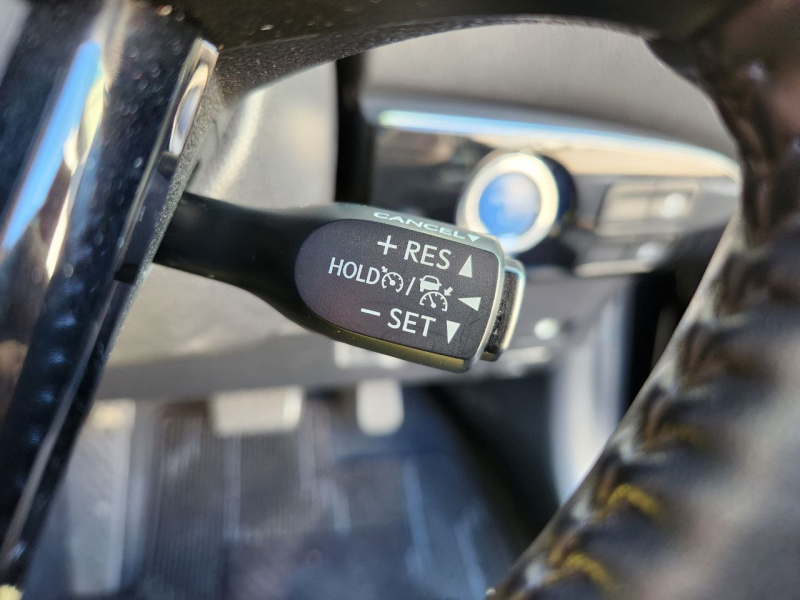 CANCEL
+ RES
HOLD /
− SET